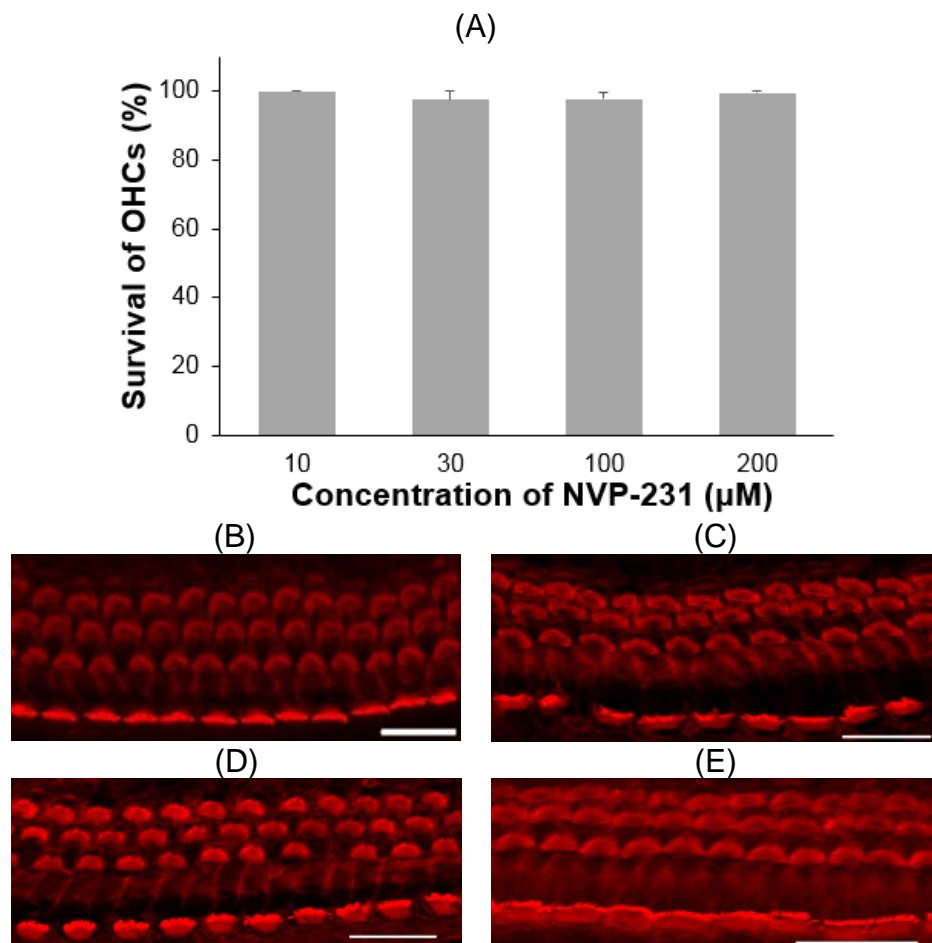 (A)
Survival of OHCs (%)
100
80
60
40
20
0
10 30 100 200
Concentration of NVP-231 (µM)
(B) (C)
(D) (E)